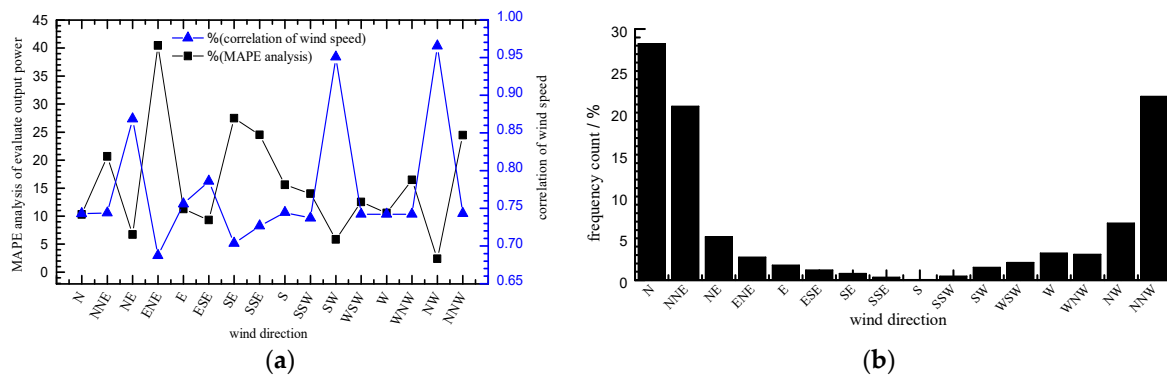 45
40
35
30
25
20
15
10
5
0
MAPE analysis of evaluate output power
%(correlation of wind speed)
%(MAPE analysis)
1.00
0.95
0.90
0.85
0.80
0.75
0.70
0.65
correlation of wind speed
N
NNE
NE
ENE
E
ESE
SE
SSE
S
SSW
SW
WSW
W
WNW
NW
NNW
wind direction
(a)
30
25
20
15
10
5
0
frequency count / %
N
NNE
NE
ENE
E
ESE
SE
SSE
S
SSW
SW
WSW
W
WNW
NW
NNW
wind direction
(b)